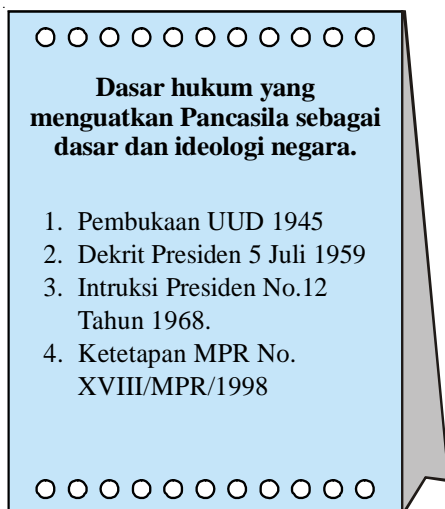 Dasar hukum yang
menguatkan Pancasila sebagai
dasar dan ideologi negara.
1. Pembukaan UUD 1945
2. Dekrit Presiden 5 Juli 1959
3. Intruksi Presiden No.12
Tahun 1968.
4. Ketetapan MPR No.
XVIII/MPR/1998